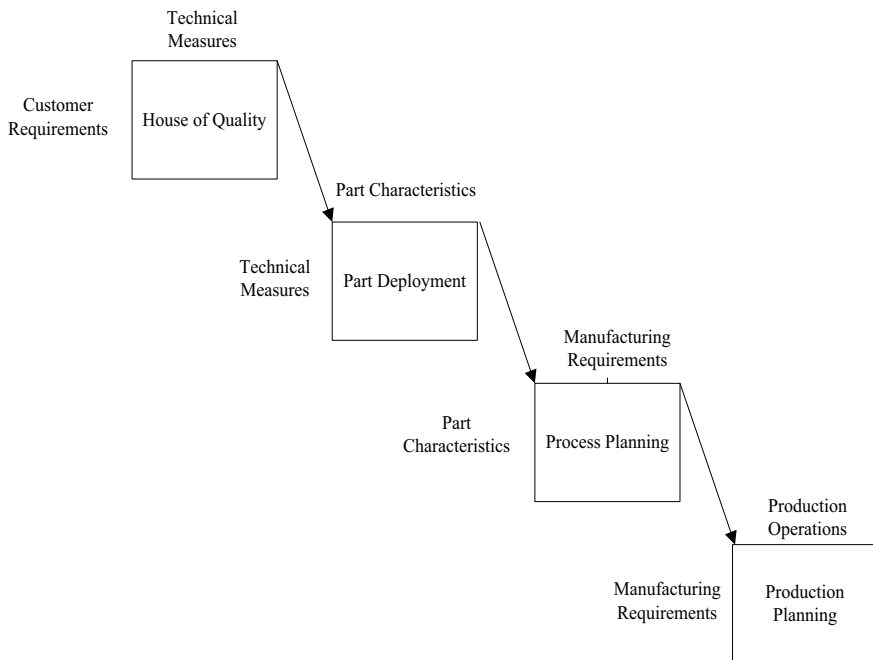 Technical
Measures
Customer
Requirements
House of Quality
Part Characteristics
Technical
Measures
Part Deployment
Manufacturing
Requirements
Part
Characteristics
Process Planning
Production
Operations
Manufacturing
Requirements
Production
Planning